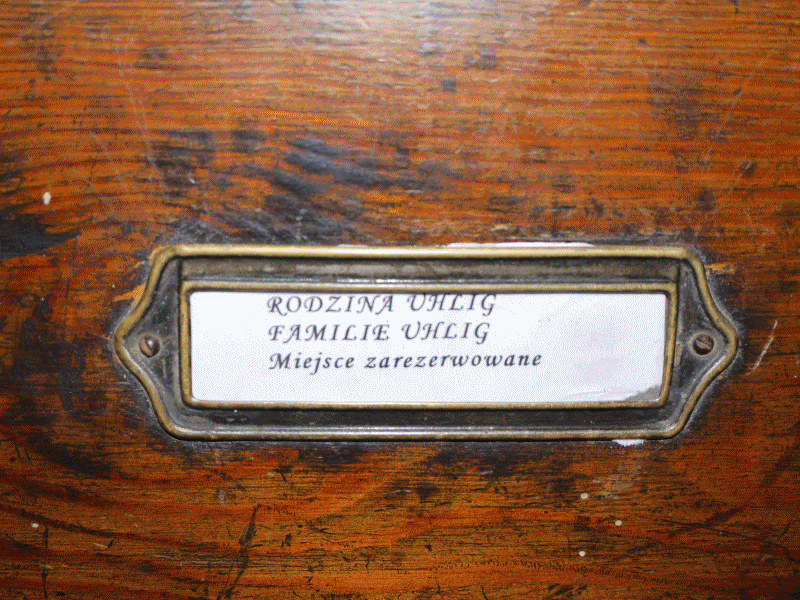 RODZINA UHLIG
FAMILIE UHLIG
Miejsce zarezerwowane